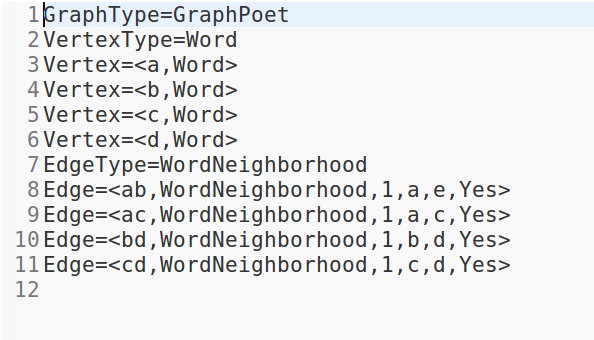 1 GraphType=GraphPoet
2 VertexType=Word
3 Vertex=<a,Word>
4 Vertex=<b,Word>
5 Vertex=<c,Word>
6 Vertex=<d,Word>
7 EdgeType=WordNeighborhood
8 Edge=<ab,WordNeighborhood,1,a,e,Yes>
9 Edge=<ac,WordNeighborhood,1,a,c,Yes>
10 Edge=<bd,WordNeighborhood,1,b,d,Yes>
11 Edge=<cd,WordNeighborhood,1,c,d,Yes>
12